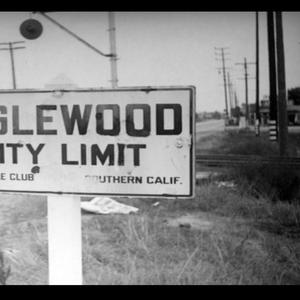 GLEWOOD
ITY LIMIT
E CLUB SOUTHERN CALIF.